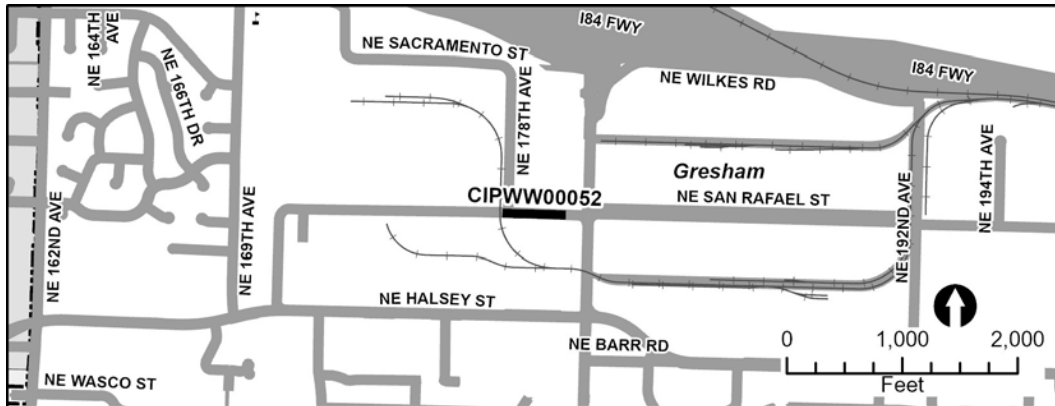 I84 FWY
NE 164TH
AVE
NE 166TH DR
NE SACRAMENTO ST
I84 FWY
NE WILKES RD
NE 178TH AVE
Gresham
CIPWW00052
NE SAN RAFAEL ST
NE 162ND AVE
NE 169TH AVE
NE 192ND AVE
NE 194TH AVE
NE HALSEY ST
NE BARR RD
NE WASCO ST
0 1,000 2,000
Feet